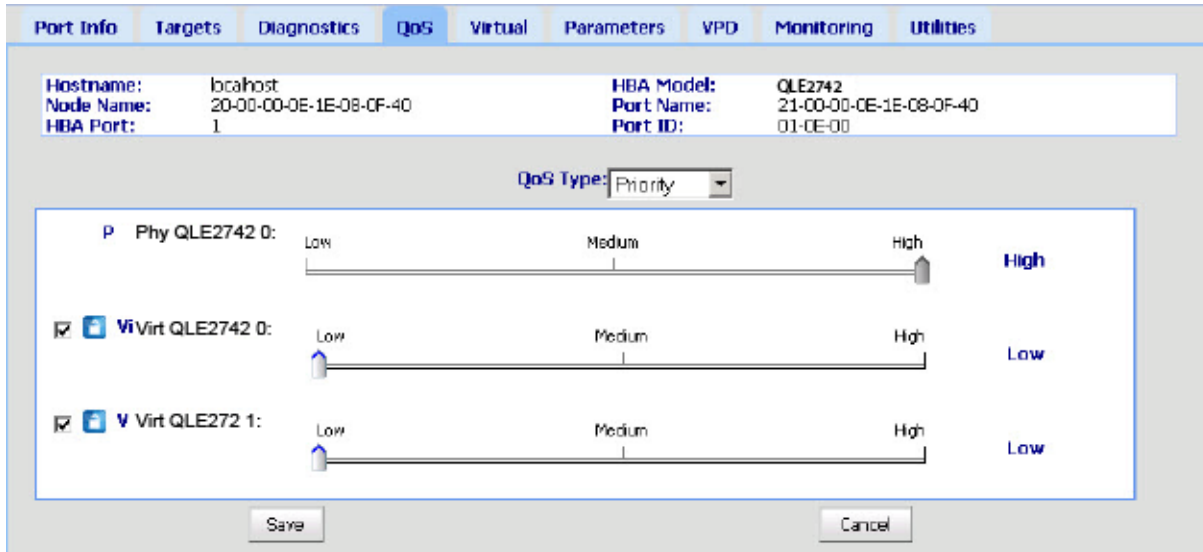 Port Info Targets Diagnostics QoS Virtual Parameters VPD Monitoring Utilities
Hostname: localhost HBA Model: QLE2742
Node Name: 20-00-00-0E-1E-08-0F-40 Port Name: 21-00-00-0E-1E-08-0F-40
HBA Port: 1 Port ID: 01-0E-00
QoS Type: Priority
P Phy QLE2742 0: Low Medium High High
Vi Virt QLE2742 0: Low Medium High Low
V Virt QLE272 1: Low Medium High Low
Save Cancel